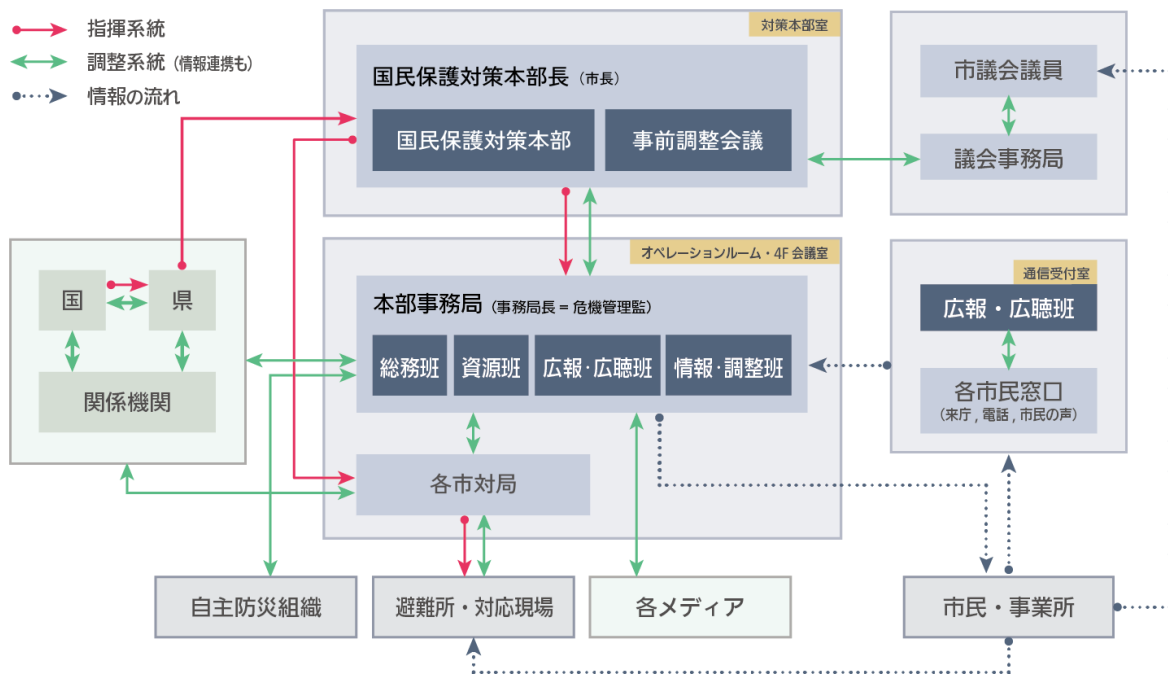 指揮系統
調整系統（情報連携も）
情報の流れ
対策本部室
国民保護対策本部長（市長）
国民保護対策本部
事前調整会議
市議会議員
議会事務局
オペレーションルーム・4F 会議室
本部事務局（事務局長 = 危機管理監）
総務班
資源班
広報・広聴班
情報・調整班
各市対局
国
県
関係機関
通信受付室
広報・広聴班
各市民窓口
（来庁 , 電話 , 市民の声）
自主防災組織
避難所・対応現場
各メディア
市民・事業所